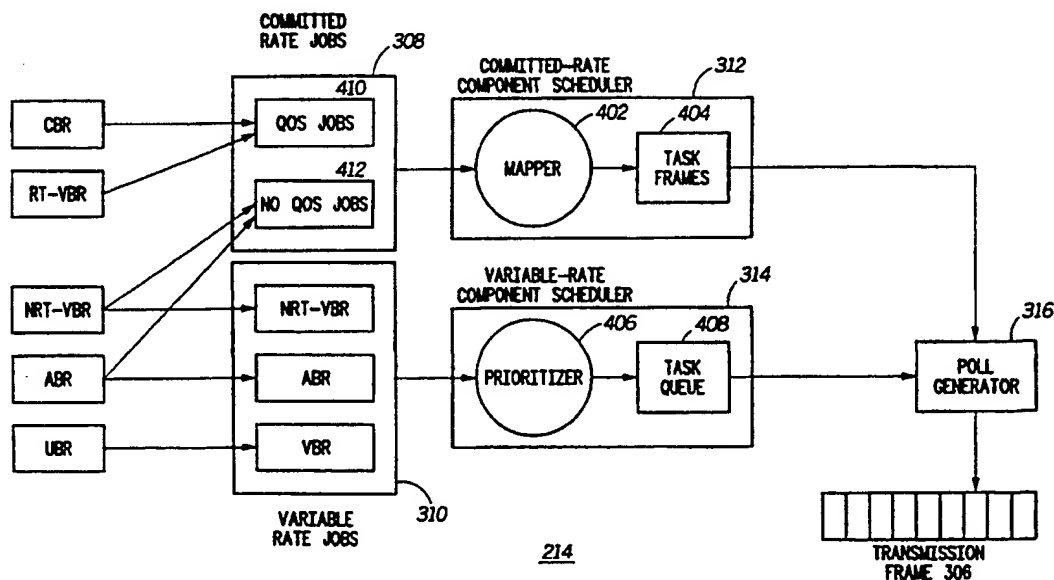 COMMITTED
RATE JOBS
308
410
QOS JOBS
412
NO QOS JOBS
CBR
RT-VBR
NRT-VBR
ABR
UBR
NRT-VBR
ABR
VBR
310
VARIABLE
RATE JOBS
COMMITTED-RATE
COMPONENT SCHEDULER
312
402
MAPPER
404
TASK
FRAMES
VARIABLE-RATE
COMPONENT SCHEDULER
314
406
PRIORITIZER
408
TASK
QUEUE
316
POLL
GENERATOR
TRANSMISSION
FRAME 306
214